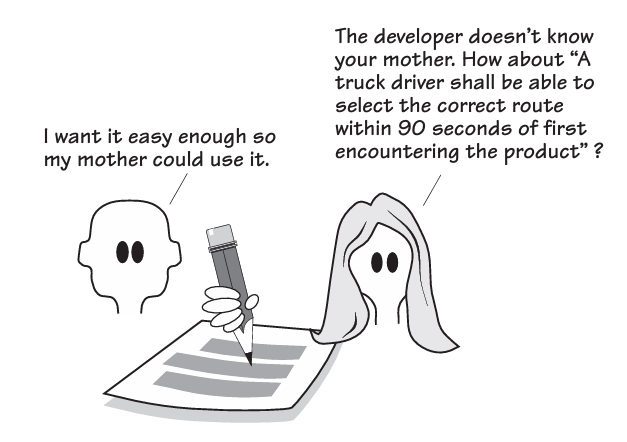 I want it easy enough so
my mother could use it.
The developer doesn't know
your mother. How about “A
truck driver shall be able to
select the correct route
within 90 seconds of first
encountering the product” ?